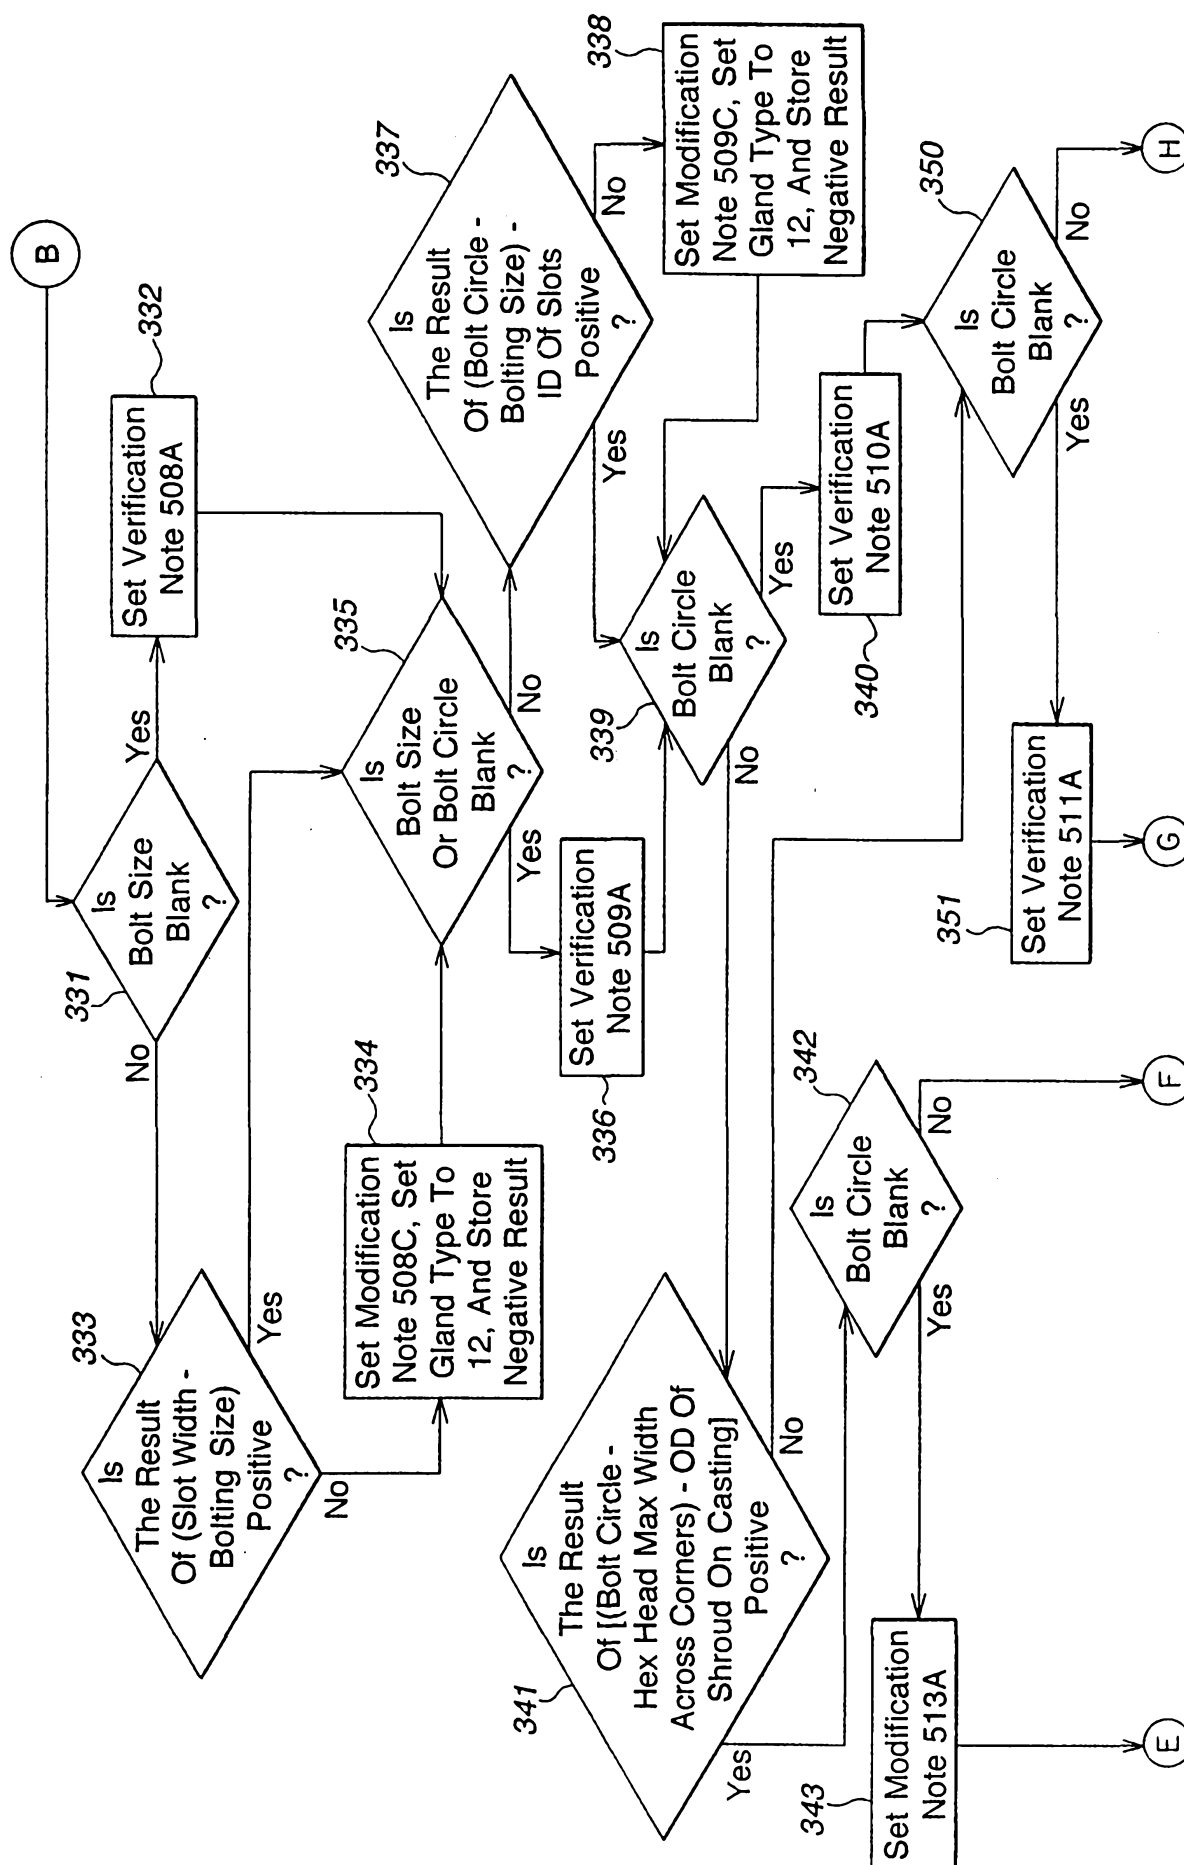 B
331
Is
Bolt Size
Blank
?
Yes
No
332
Set Verification
Note 508A
333
Is
The Result
Of (Slot Width -
Bolting Size)
Positive
?
Yes
No
334
Set Modification
Note 508C, Set
Gland Type To
12, And Store
Negative Result
335
Is
Bolt Size
Or Bolt Circle
Blank
?
Yes
No
336
Set Verification
Note 509A
337
Is
The Result
Of (Bolt Circle -
Bolting Size) -
ID Of Slots
Positive
?
Yes
No
338
Set Modification
Note 509C, Set
Gland Type To
12, And Store
Negative Result
339
Is
Bolt Circle
Blank
?
Yes
No
340
Set Verification
Note 510A
341
Is
The Result
Of [(Bolt Circle -
Hex Head Max Width
Across Corners) - OD Of
Shroud On Casting]
Positive
?
Yes
No
342
Is
Bolt Circle
Blank
?
Yes
No
343
Set Modification
Note 513A
350
Is
Bolt Circle
Blank
?
Yes
No
351
Set Verification
Note 511A
E
F
G
H